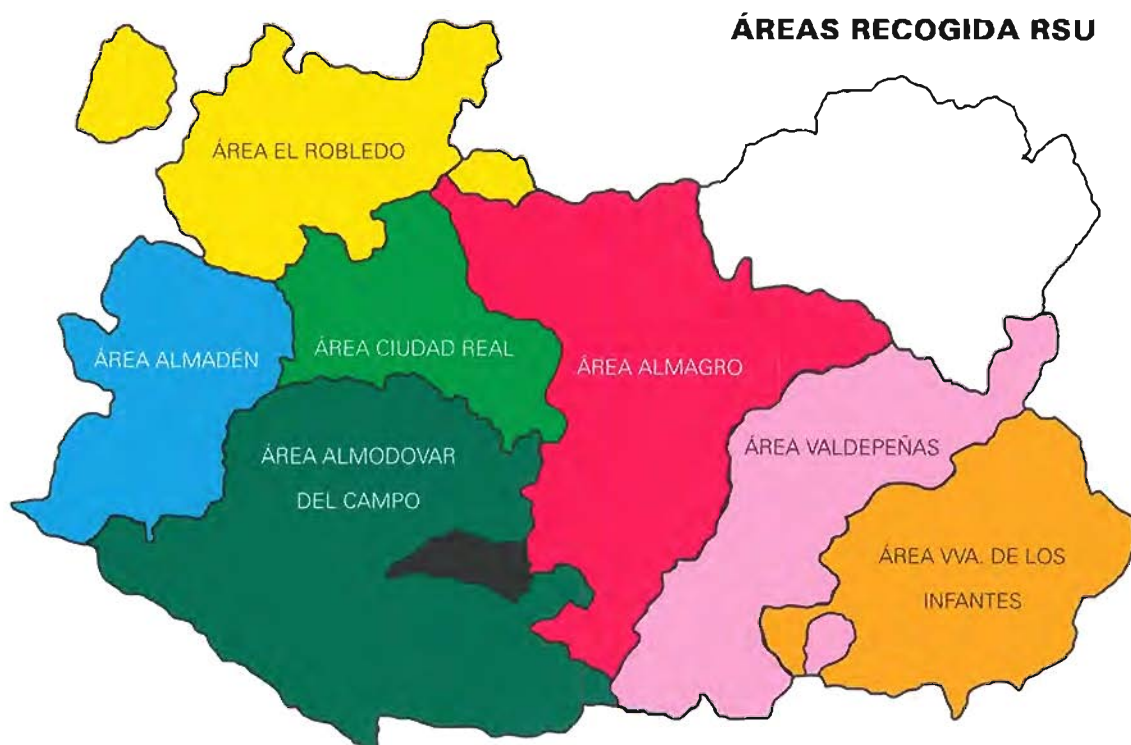 ÁREAS RECOGIDA RSU
ÁREA EL ROBLEDO
ÁREA ALMADÉN
ÁREA CIUDAD REAL
ÁREA ALMAGRO
ÁREA ALMODOVAR
DEL CAMPO
ÁREA VALDEPEÑAS
ÁREA VVA. DE LOS
INFANTES